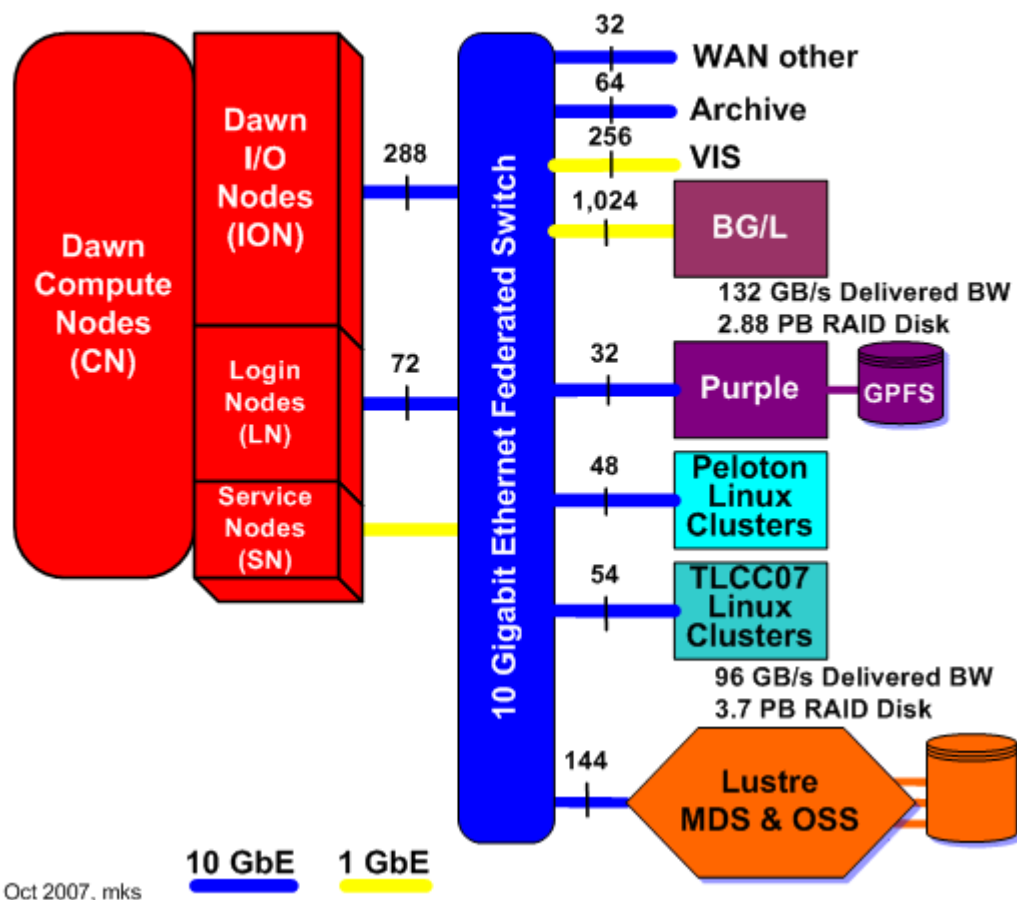 Dawn
Compute
Nodes
(CN)
Dawn
I/O
Nodes
(ION)
Login
Nodes
(LN)
Service
Nodes
(SN)
288
72
10 Gigabit Ethernet Federated Switch
32
WAN other
64
Archive
256
VIS
1,024
BG/L
132 GB/s Delivered BW
2.88 PB RAID Disk
32
Purple
GPFS
48
Peloton
Linux
Clusters
54
TLCC07
Linux
Clusters
96 GB/s Delivered BW
3.7 PB RAID Disk
144
Lustre
MDS & OSS
10 GbE
1 GbE
Oct 2007, mks